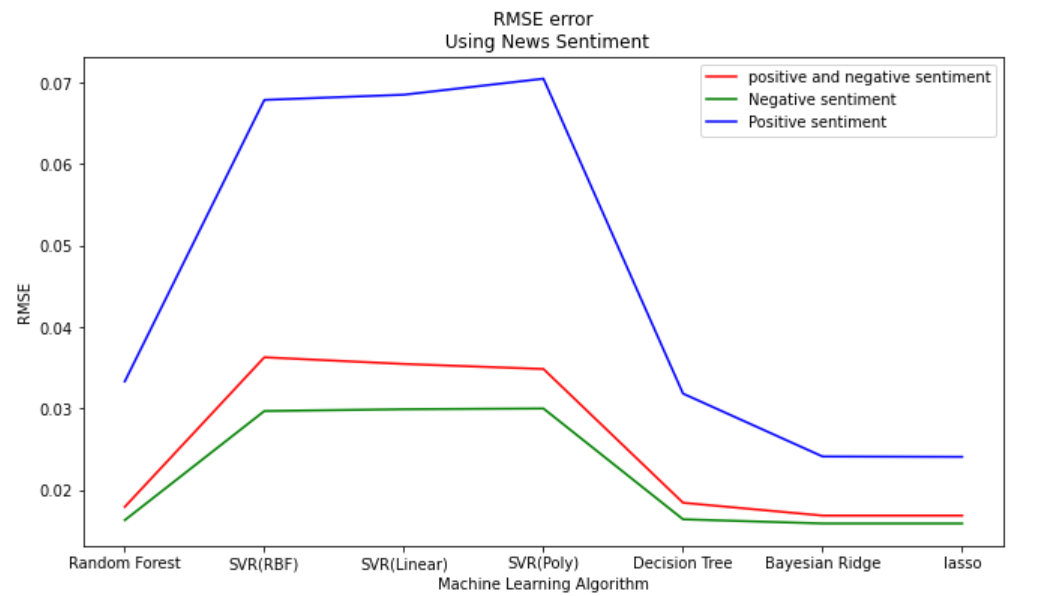 RMSE error
Using News Sentiment
positive and negative sentiment
Negative sentiment
Positive sentiment
0.07
0.06
0.05
0.04
0.03
0.02
RMSE
Random Forest
SVR(RBF)
SVR(Linear)
SVR(Poly)
Decision Tree
Bayesian Ridge
lasso
Machine Learning Algorithm